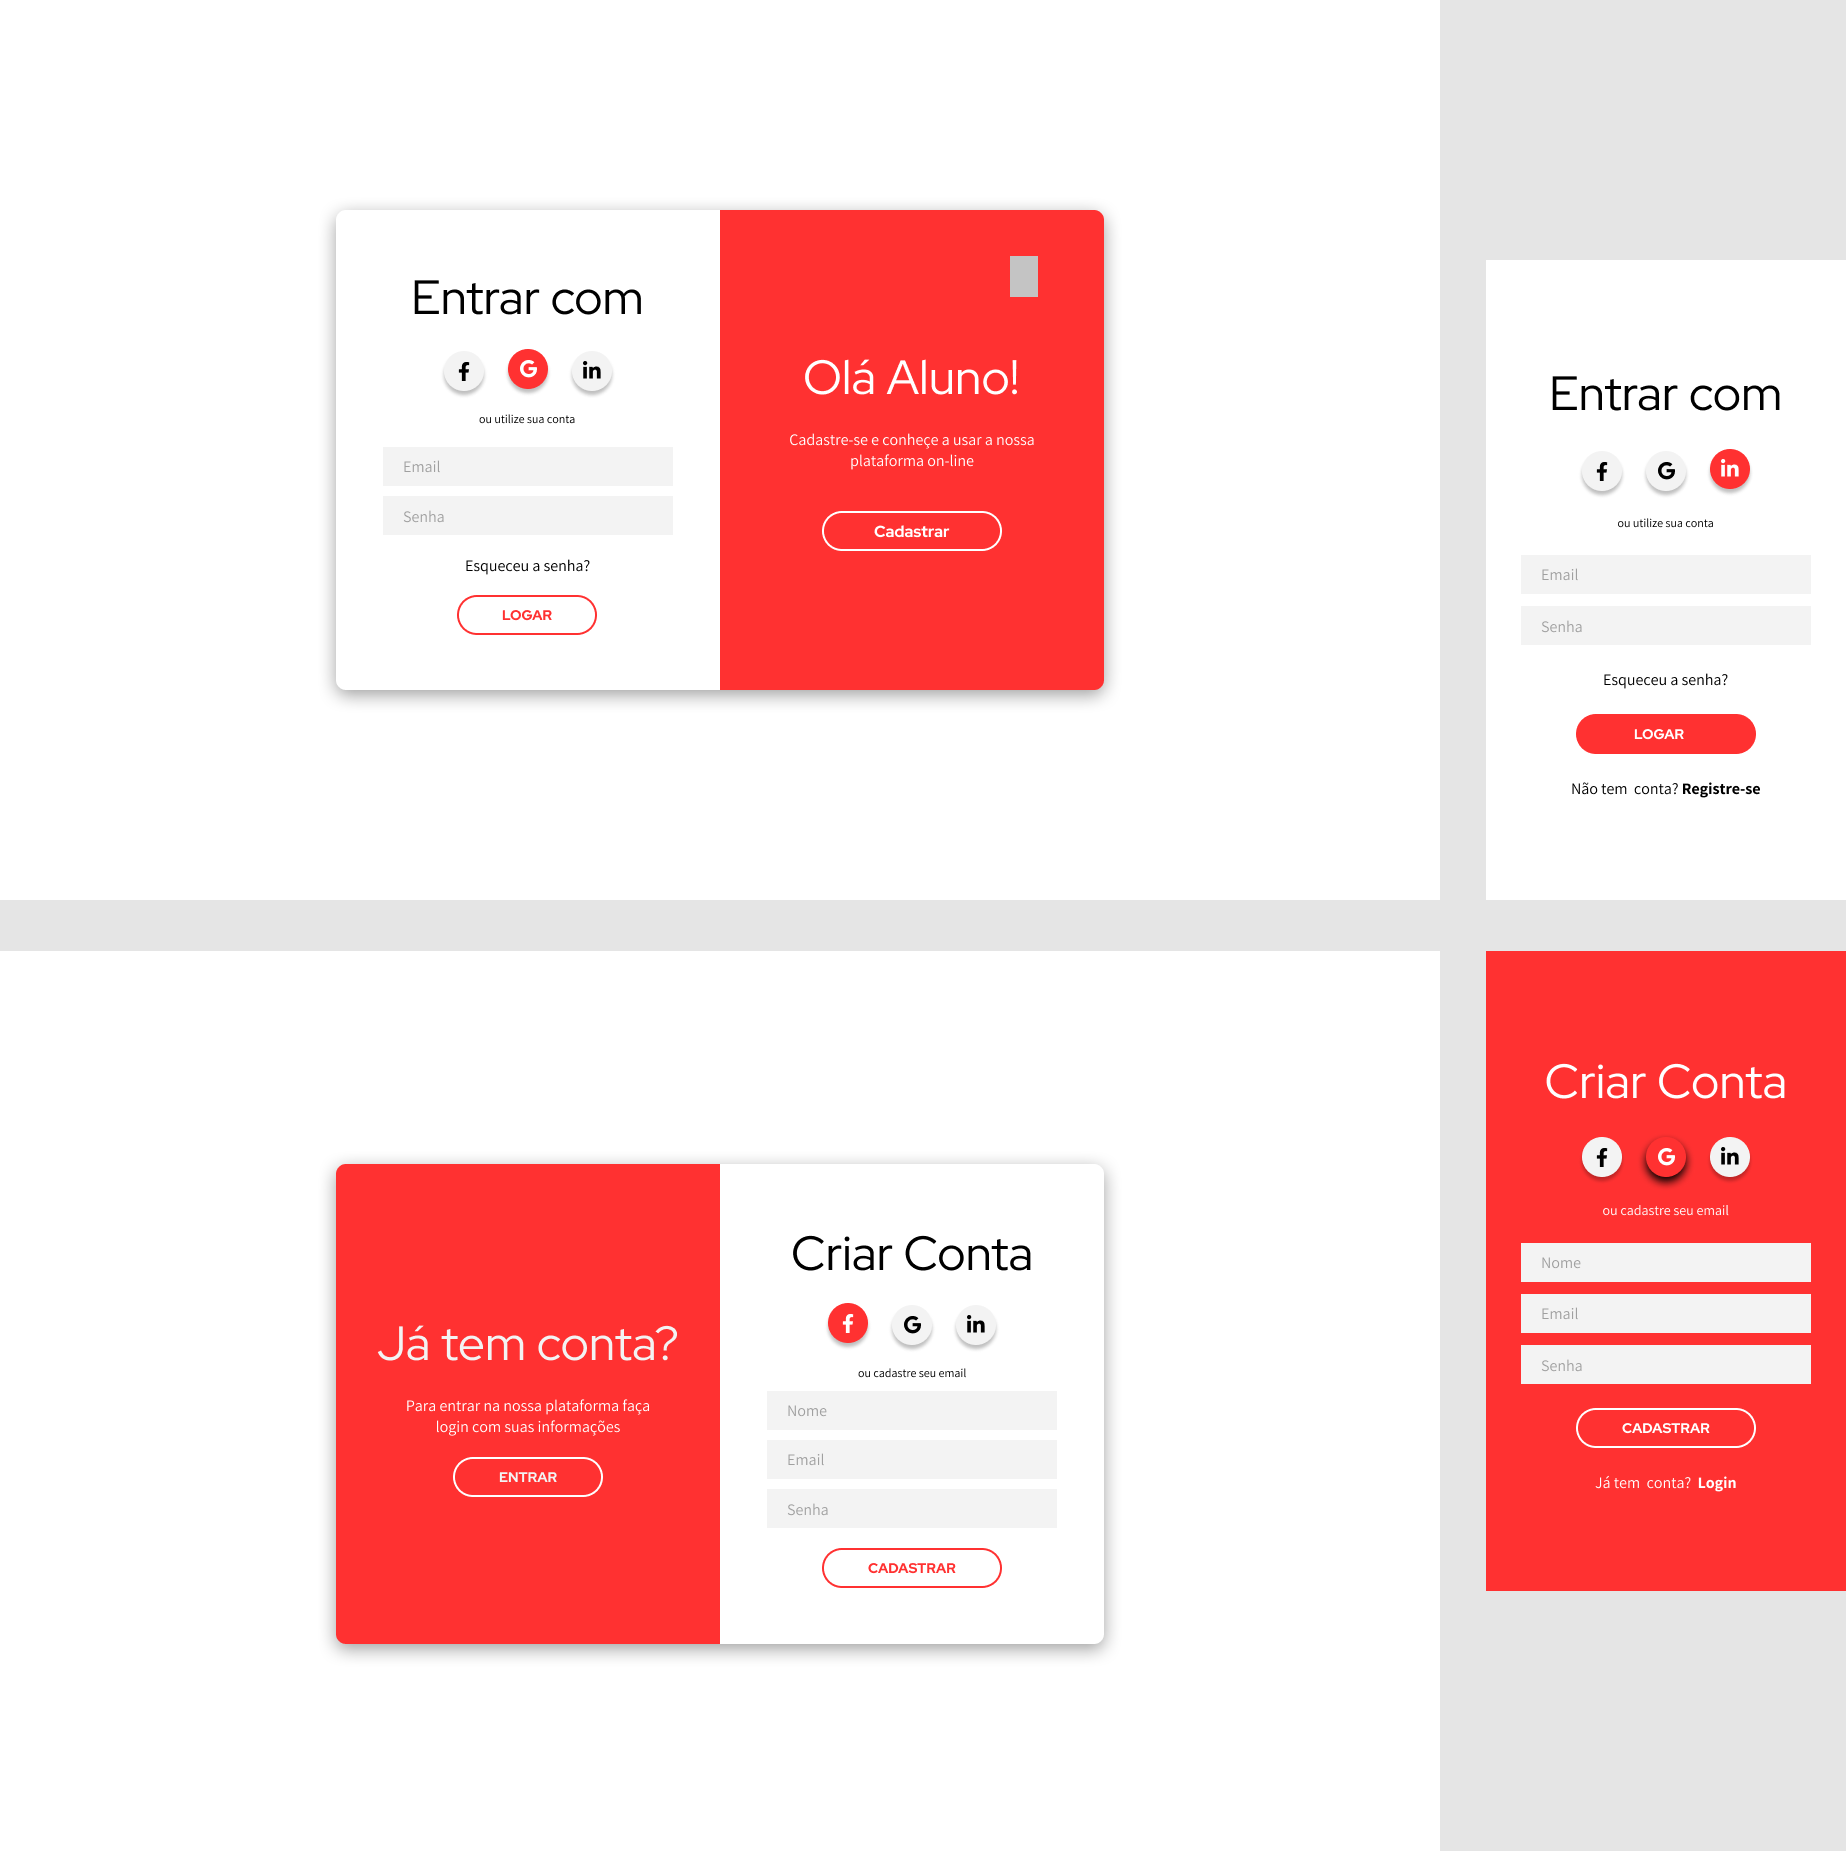 Entrar com
f G in
ou utilize sua conta
Email
Senha
Esqueceu a senha?
LOGAR
Olá Aluno!
Cadastre-se e conheçe a usar a nossa
plataforma on-line
Cadastrar
Entrar com
f G in
ou utilize sua conta
Email
Senha
Esqueceu a senha?
LOGAR
Não tem conta? Registre-se
Já tem conta?
Para entrar na nossa plataforma faça
login com suas informações
ENTRAR
Criar Conta
f G in
ou cadastre seu email
Nome
Email
Senha
CADASTRAR
Criar Conta
f G in
ou cadastre seu email
Nome
Email
Senha
CADASTRAR
Já tem conta? Login